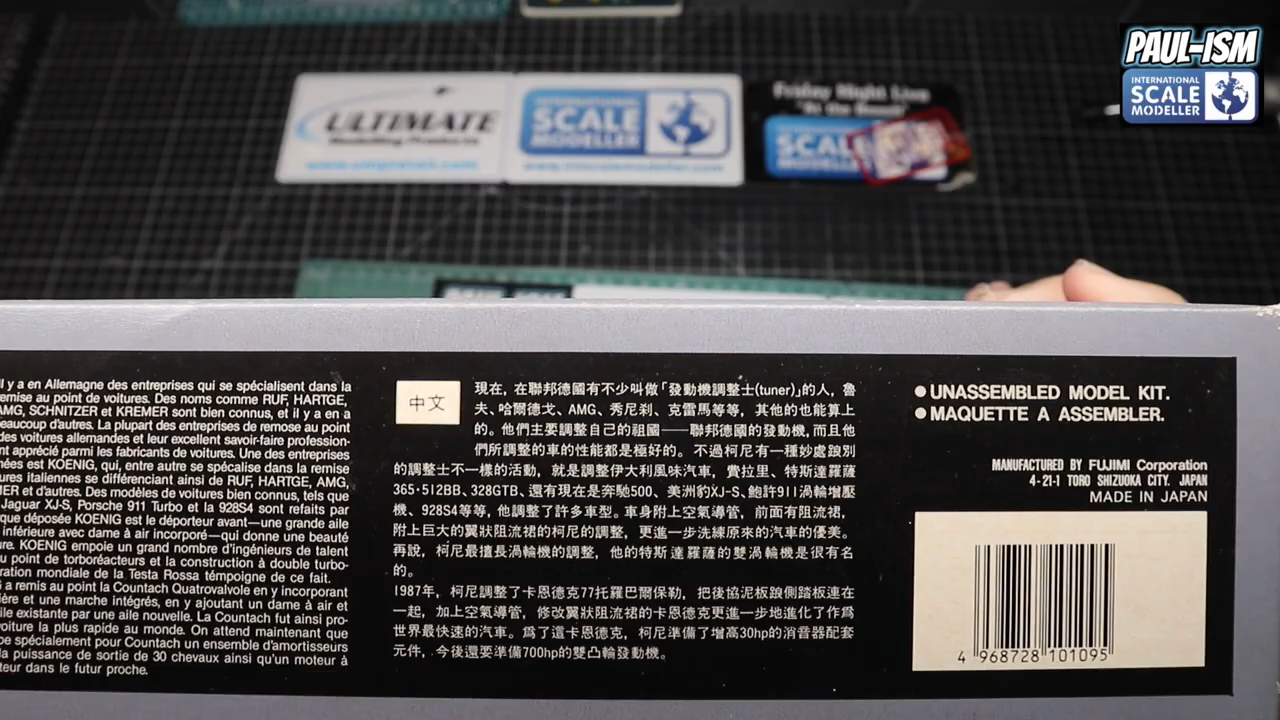 PAUL-ISM
INTERNATIONAL
SCALE
MODELLER
ULTIMATE
Modelling Products
INTERNATIONAL
SCALE
MODELLER
Friday Night Live
"At the Bench"
SCALE
l y a en Allemagne des entreprises qui se spécialisent dans la
remise au point de voitures. Des noms comme RUF, HARTGE,
AMG, SCHNITZER et KREMER sont bien connus, et il y en a
beaucoup d'autres. La plupart des entreprises de remose au point
des voitures allemandes et leur excellent savoir-faire profession-
nt apprécié parmi les fabricants de voitures. Une des entreprises
nées est KOENIG, qui, entre autre se spécalise dans la remise
ures italiennes se différenciant ainsi de RUF, HARTGE, AMG,
MER et d'autres. Des modèles de voitures bien connus, tels que
Jaguar XJ-S, Porsche 911 Turbo et la 928S4 sont refaits par
que déposée KOENIG est le déporteur avant—une grande aile
inférieure avec dame à air incorporé—qui donne une beauté
ure. KOENIG empoie un grand nombre d'ingénieurs de talent
u point de torboréacteurs et la construction à double turbo-
ration mondiale de la Testa Rossa témpoigne de ce fait.
s a remis au point la Countach Quatrovalvole en y incorporant
ière et une marche intégrés, en y ajoutant un dame à air et
ile existante par une aile nouvelle. La Countach fut ainsi pro-
voiture la plus rapide au monde. On attend maintenant que
pe spécialement pour Countach un ensemble d'amortisseurs
la puissance de sortie de 30 chevaux ainsi qu'un moteur à
teur dans le futur proche.
中文
現在，在聯邦德國有不少叫做「發動機調整士(tuner)」的人，魯
夫、哈爾德戈、AMG、秀尼刹、克雷馬等等，其他的也能算上
的。他們主要調整自己的祖國——聯邦德國的發動機，而且他
們所調整的車的性能都是極好的。不過柯尼有一種妙處踉別
的調整士不一樣的活動，就是調整伊大利風味汽車，費拉里、特斯達羅薩
365·512BB、328GTB、還有現在是奔馳500、美洲豹XJ-S、鮑許911渦輪增壓
機、928S4等等，他調整了許多車型。車身附上空氣導管，前面有阻流裙，
附上巨大的翼狀阻流裙的柯尼的調整，更進一步洗練原來的汽車的優美。
再說，柯尼最擅長渦輪機的調整，他的特斯達羅薩的雙渦輪機是很有名
的。
1987年，柯尼調整了卡恩德克77托羅巴爾保勒，把後協泥板踉側踏板連在
一起，加上空氣導管，修改翼狀阻流裙的卡恩德克更進一步地進化了作爲
世界最快速的汽車。爲了這卡恩德克，柯尼準備了增高30hp的消音器配套
元件，今後還要準備700hp的雙凸輪發動機。
●UNASSEMBLED MODEL KIT.
●MAQUETTE A ASSEMBLER.
MANUFACTURED BY FUJIMI Corporation
4-21-1 TORO SHIZUOKA CITY. JAPAN
MADE IN JAPAN
4 968728 101095